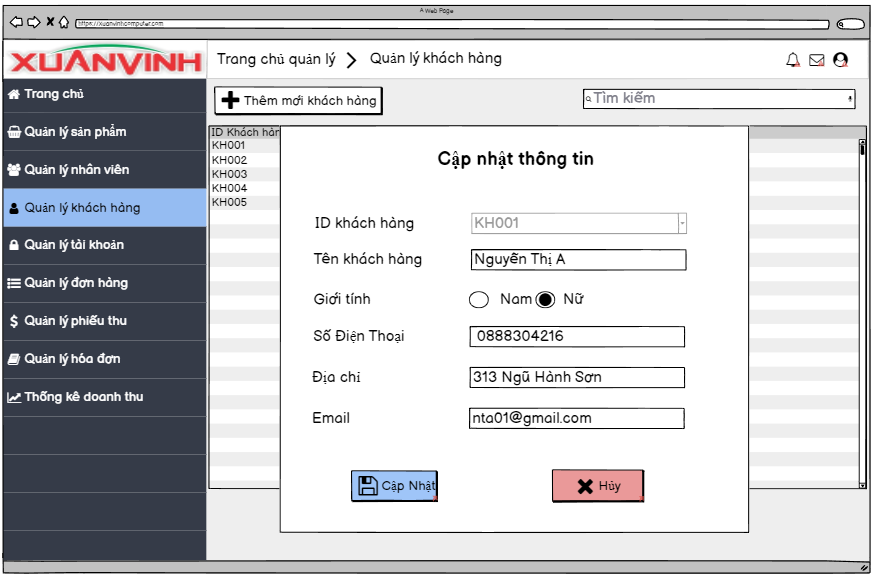 A Web Page
https://xuanvinhcomputer.com
XUÂNVINH
Trang chủ quản lý
Quản lý khách hàng
Trang chủ
Quản lý sản phẩm
Quản lý nhân viên
Quản lý khách hàng
Quản lý tài khoản
Quản lý đơn hàng
Quản lý phiếu thu
Quản lý hóa đơn
Thống kê doanh thu
Thêm mới khách hàng
Tìm kiếm
ID Khách hàn
KH001
KH002
KH003
KH004
KH005
Cập nhật thông tin
ID khách hàng KH001
Tên khách hàng Nguyễn Thị A
Giới tính Nam Nữ
Số Điện Thoại 0888304216
Địa chỉ 313 Ngũ Hành Sơn
Email nta01@gmail.com
Cập Nhật
Hủy